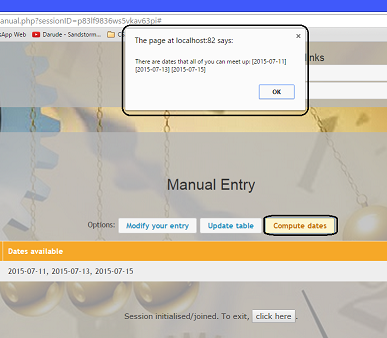 anual.php?sessionID=p83lf9836ws5vkav63pi#
sApp Web Darude - Sandstorm...
The page at localhost:82 says:
There are dates that all of you can meet up: [2015-07-11]
[2015-07-13] [2015-07-15]
OK
inks
Manual Entry
Options: Modify your entry Update table Compute dates
Dates available
2015-07-11, 2015-07-13, 2015-07-15
Session initialised/joined. To exit, click here .